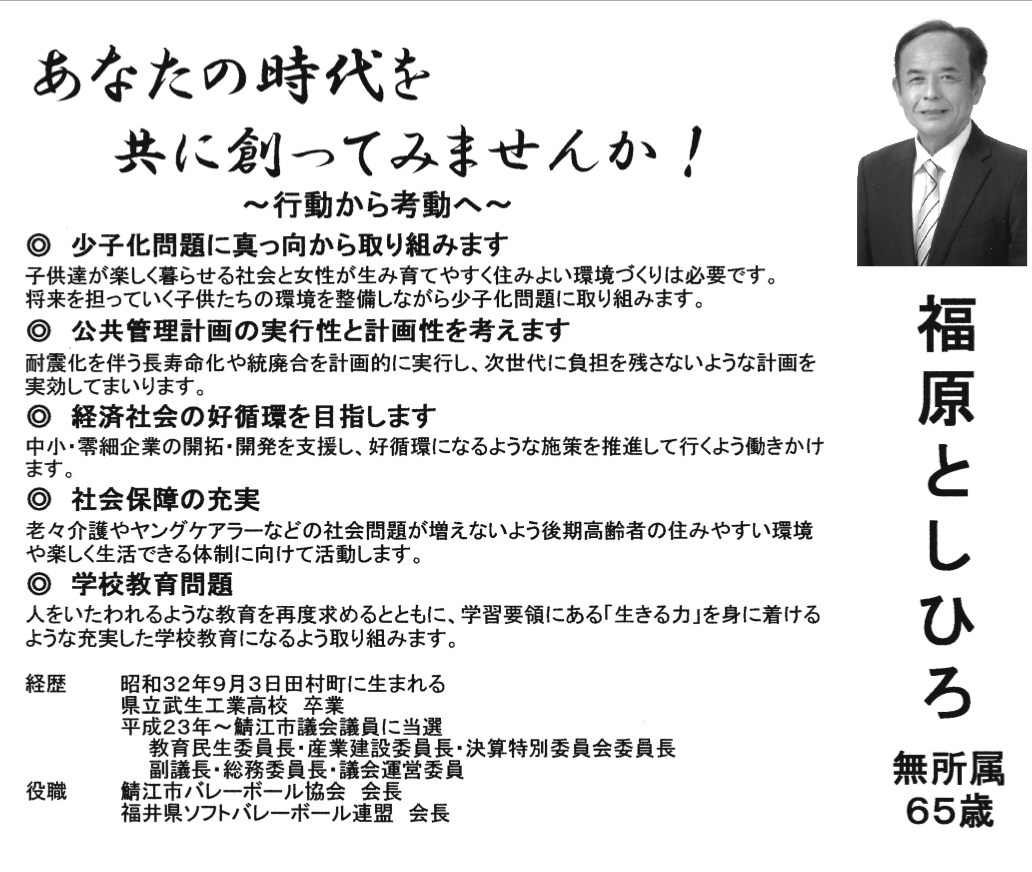 あなたの時代を
共に創ってみませんか！
～行動から考動へ～
◎　少子化問題に真っ向から取り組みます
子供達が楽しく暮らせる社会と女性が生み育てやすく住みよい環境づくりは必要です。
将来を担っていく子供たちの環境を整備しながら少子化問題に取り組みます。
◎　公共管理計画の実行性と計画性を考えます
耐震化を伴う長寿命化や統廃合を計画的に実行し、次世代に負担を残さないような計画を
実効してまいります。
◎　経済社会の好循環を目指します
中小・零細企業の開拓・開発を支援し、好循環になるような施策を推進して行くよう働きかけ
ます。
◎　社会保障の充実
老々介護やヤングケアラーなどの社会問題が増えないよう後期高齢者の住みやすい環境
や楽しく生活できる体制に向けて活動します。
◎　学校教育問題
人をいたわれるような教育を再度求めるとともに、学習要領にある「生きる力」を身に着ける
ような充実した学校教育になるよう取り組みます。
経歴　昭和３２年９月３日田村町に生まれる
県立武生工業高校　卒業
平成２３年～鯖江市議会議員に当選
教育民生委員長・産業建設委員長・決算特別委員会委員長
副議長・総務委員長・議会運営委員
役職　鯖江市バレーボール協会　会長
福井県ソフトバレーボール連盟　会長
福原としひろ
無所属
６５歳